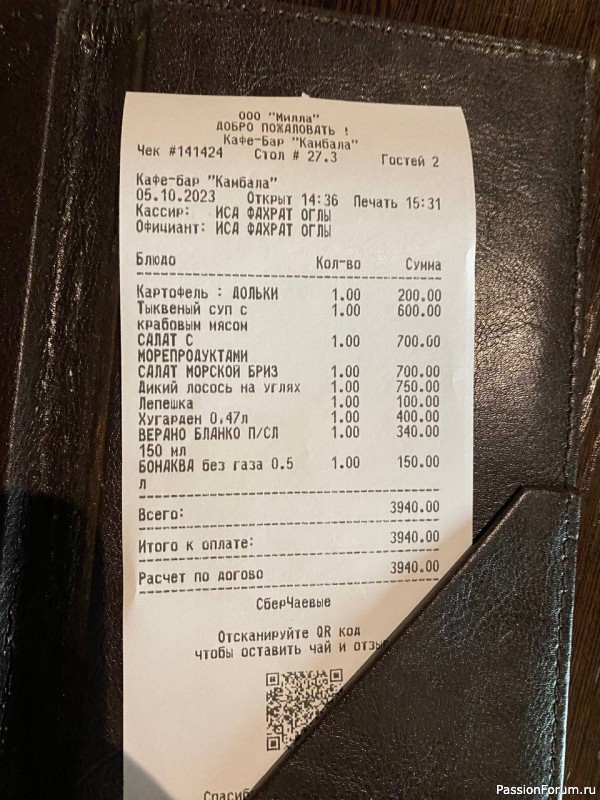 ООО "Милла"
ДОБРО ПОЖАЛОВАТЬ !
Кафе-Бар "Камбала"
Чек #141424 Стол # 27.3 Гостей 2
Кафе-бар "Камбала"
05.10.2023 Открыт 14:36 Печать 15:31
Кассир: ИСА ФАХРАТ ОГЛЫ
Официант: ИСА ФАХРАТ ОГЛЫ
Блюдо Кол-во Сумма
Картофель : ДОЛЬКИ 1.00 200.00
Тыквеный суп с 1.00 600.00
крабовым мясом
САЛАТ С 1.00 700.00
МОРЕПРОДУКТАМИ
САЛАТ МОРСКОЙ БРИЗ 1.00 700.00
Дикий лосось на углях 1.00 750.00
Лепешка 1.00 100.00
Хугарден 0,47л 1.00 400.00
ВЕРАНО БЛАНКО П/СЛ 1.00 340.00
150 мл
БОНАКВА без газа 0.5 1.00 150.00
л
Всего: 3940.00
Итого к оплате: 3940.00
Расчет по догово 3940.00
СберЧаевые
Отсканируйте QR код
чтобы оставить чай и отзы
Спасиб
PassionForum.ru